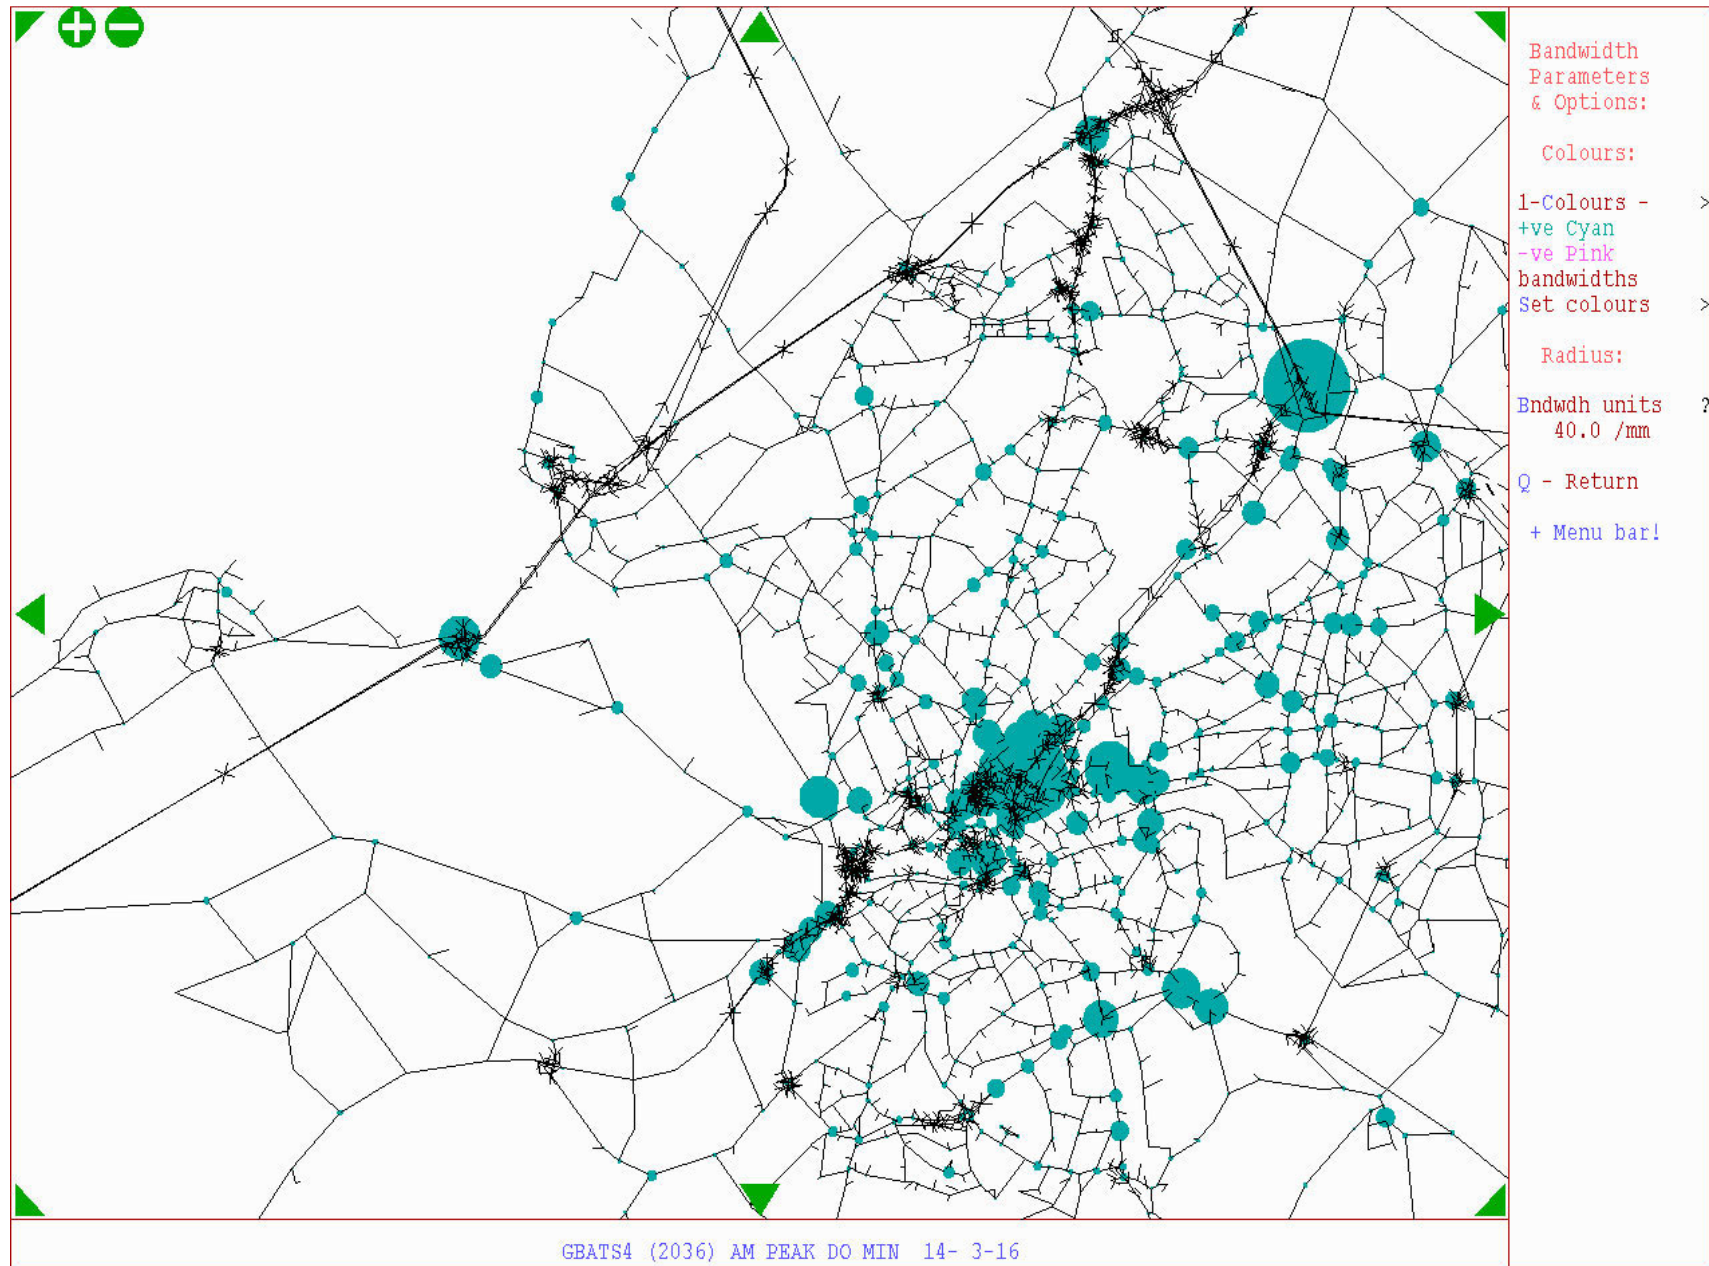 Bandwidth
Parameters
& Options:
Colours:
1-Colours - >
+ve Cyan
-ve Pink
bandwidths
Set colours >
Radius:
Bndwdh units ?
40.0 /mm
Q - Return
+ Menu bar!
GBATS4 (2036) AM PEAK DO MIN 14- 3-16